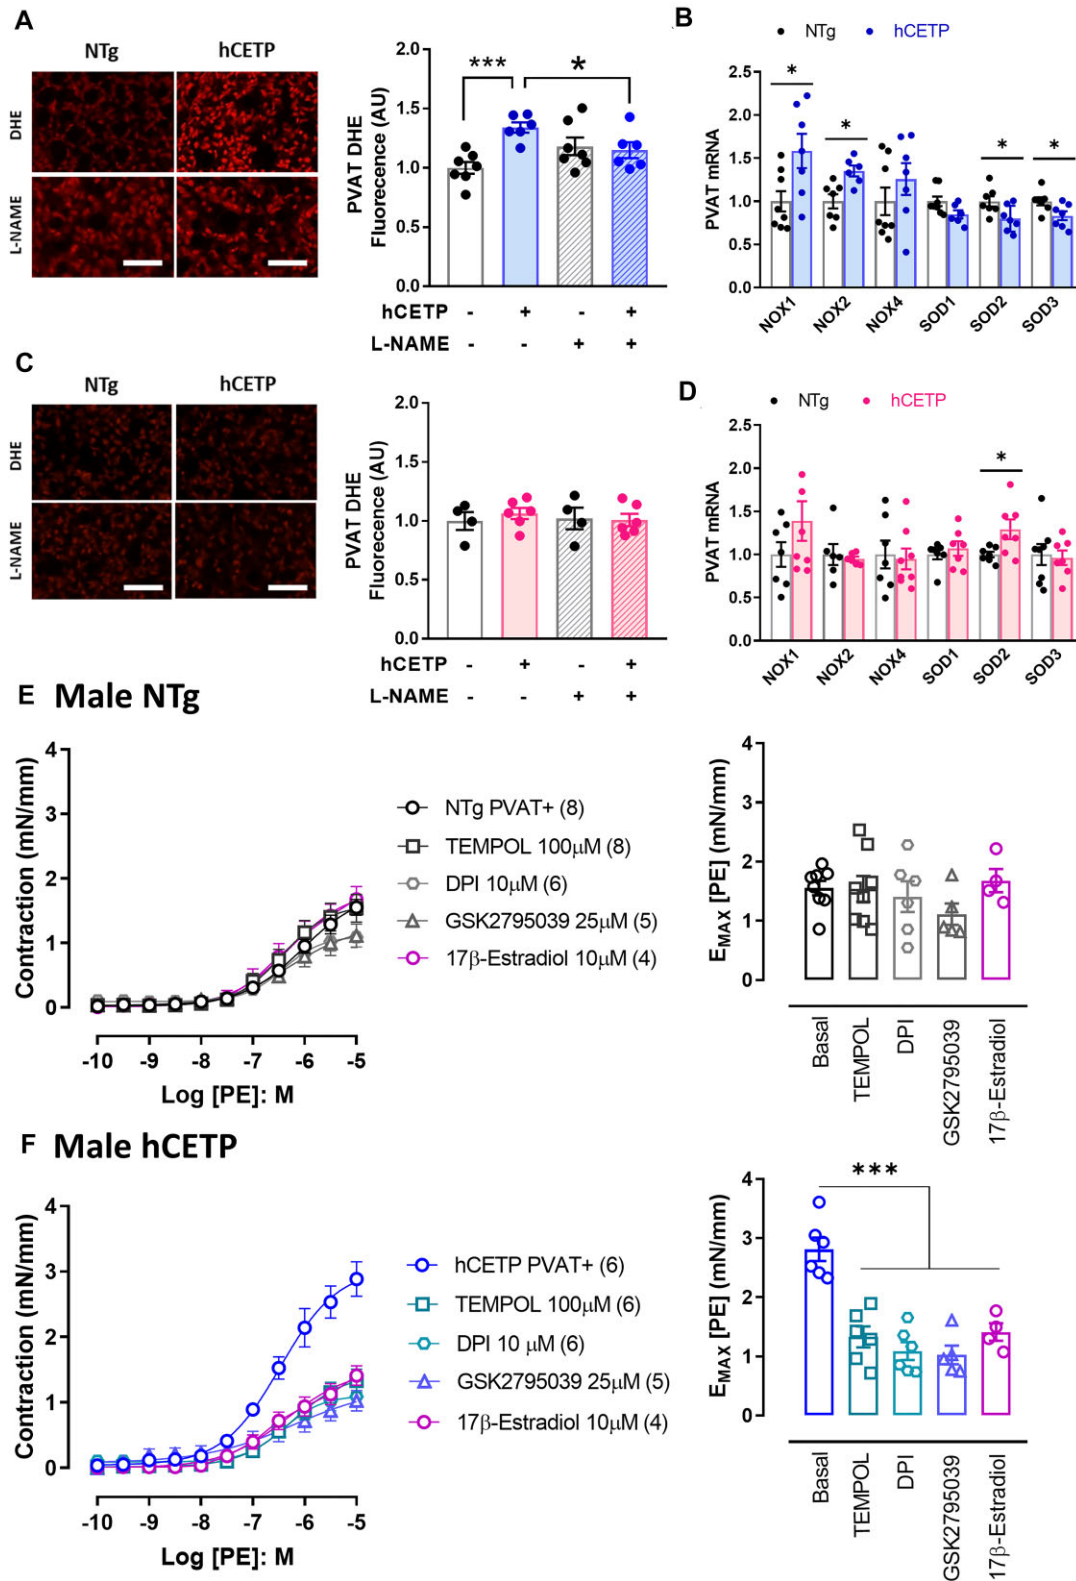 A
NTg
hCETP
DHE
L-NAME
PVAT DHE
Fluorecence (AU)
2.0
1.5
1.0
0.5
0.0
***
*
hCETP - + - +
L-NAME - - + +
B
NTg
hCETP
PVAT mRNA
2.5
2.0
1.5
1.0
0.5
0.0
*
*
*
*
NOX1
NOX2
NOX4
SOD1
SOD2
SOD3
C
NTg
hCETP
DHE
L-NAME
PVAT DHE
Fluorecence (AU)
2.0
1.5
1.0
0.5
0.0
hCETP - + - +
L-NAME - - + +
D
NTg
hCETP
PVAT mRNA
2.5
2.0
1.5
1.0
0.5
0.0
*
NOX1
NOX2
NOX4
SOD1
SOD2
SOD3
E Male NTg
Contraction (mN/mm)
4
3
2
1
0
-10 -9 -8 -7 -6 -5
Log [PE]: M
NTg PVAT+ (8)
TEMPOL 100μM (8)
DPI 10μM (6)
GSK2795039 25μM (5)
17β-Estradiol 10μM (4)
EMAX [PE] (mN/mm)
4
3
2
1
0
Basal
TEMPOL
DPI
GSK2795039
17β-Estradiol
F Male hCETP
Contraction (mN/mm)
4
3
2
1
0
-10 -9 -8 -7 -6 -5
Log [PE]: M
hCETP PVAT+ (6)
TEMPOL 100μM (6)
DPI 10 μM (6)
GSK2795039 25μM (5)
17β-Estradiol 10μM (4)
EMAX [PE] (mN/mm)
4
3
2
1
0
***
Basal
TEMPOL
DPI
GSK2795039
17β-Estradiol